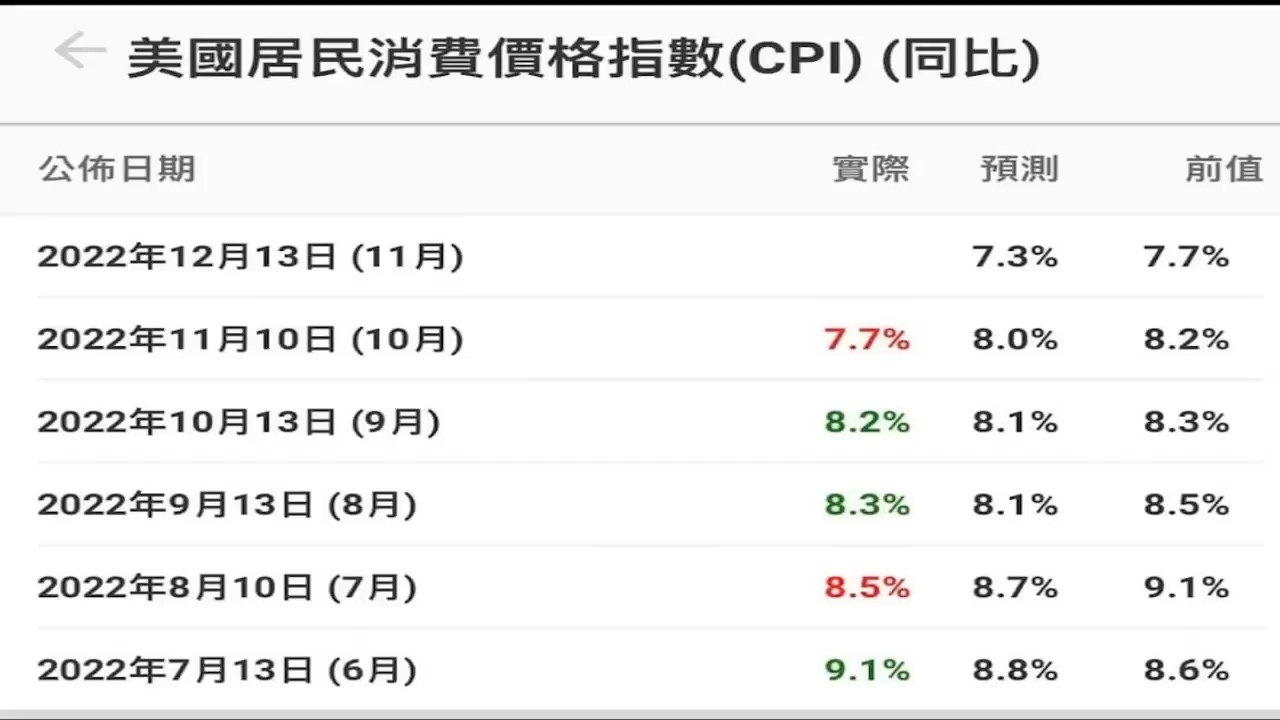 美國居民消費價格指數(CPI) (同比)
公佈日期 實際 預測 前值
2022年12月13日 (11月) 7.3% 7.7%
2022年11月10日 (10月) 7.7% 8.0% 8.2%
2022年10月13日 (9月) 8.2% 8.1% 8.3%
2022年9月13日 (8月) 8.3% 8.1% 8.5%
2022年8月10日 (7月) 8.5% 8.7% 9.1%
2022年7月13日 (6月) 9.1% 8.8% 8.6%